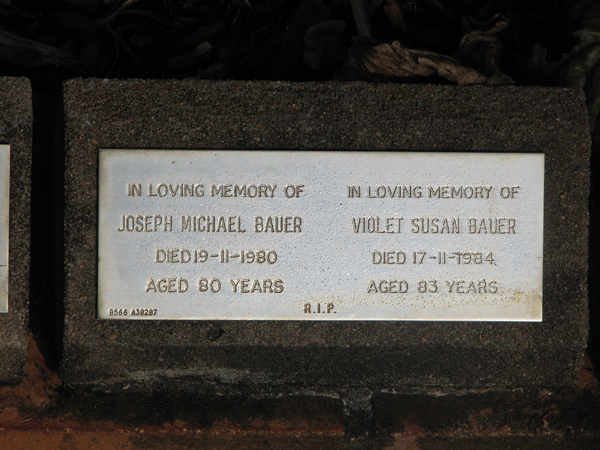 IN LOVING MEMORY OF
JOSEPH MICHAEL BAUER
DIED 19-11-1980
AGED 80 YEARS
IN LOVING MEMORY OF
VIOLET SUSAN BAUER
DIED 17-11-1984
AGED 83 YEARS
8566 A38287
R.I.P.